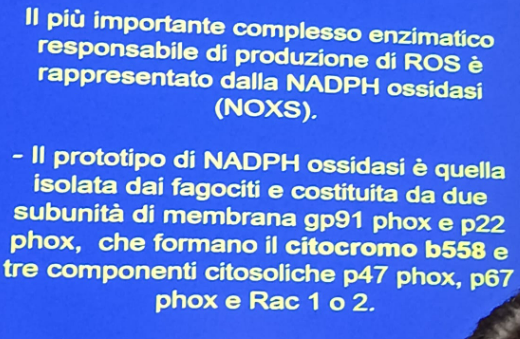 Il più importante complesso enzimatico
responsabile di produzione di ROS è
rappresentato dalla NADPH ossidasi
(NOXS).
- Il prototipo di NADPH ossidasi è quella
isolata dai fagociti e costituita da due
subunità di membrana gp91 phox e p22
phox, che formano il citocromo b558 e
tre componenti citosoliche p47 phox, p67
phox e Rac 1 o 2.